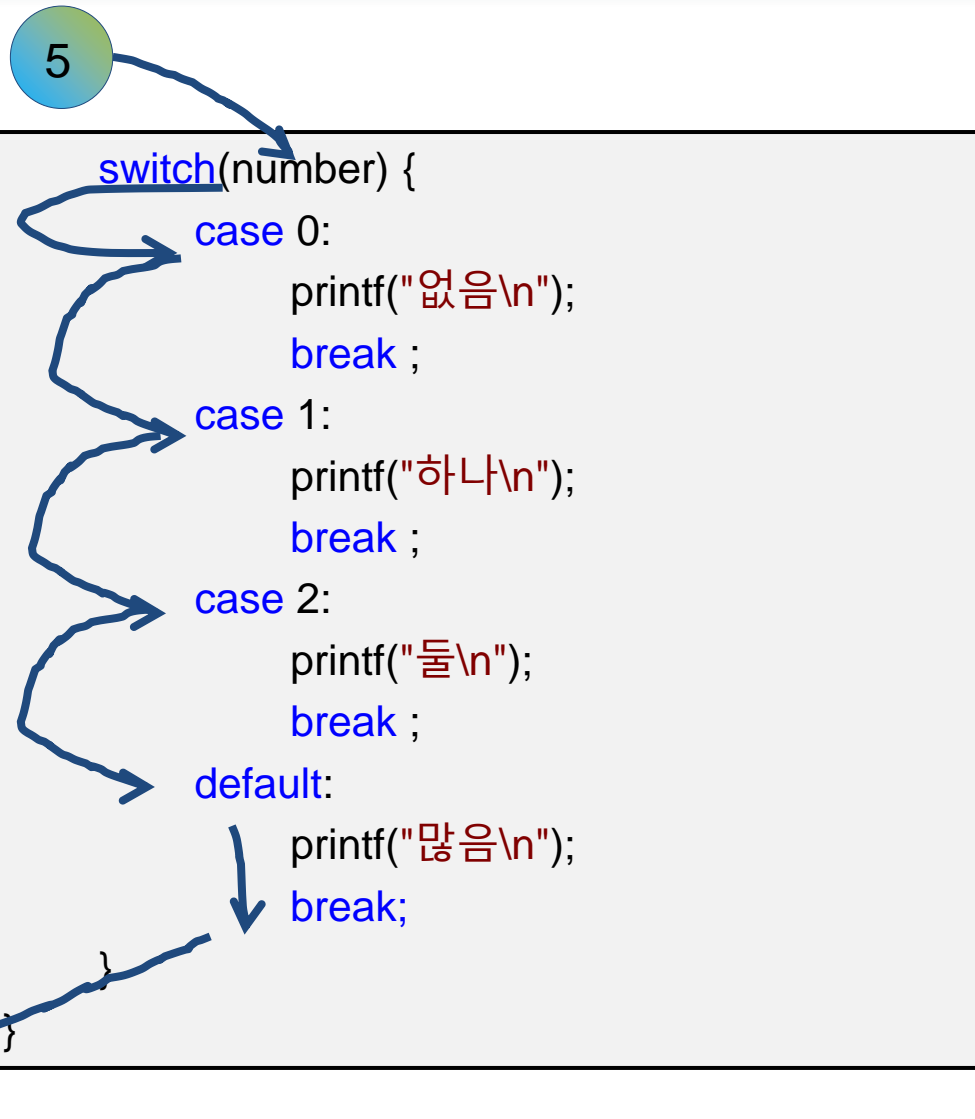 5
switch(number) {
case 0:
printf("없음\n");
break ;
case 1:
printf("하나\n");
break ;
case 2:
printf("둘\n");
break ;
default:
printf("많음\n");
break;
}
}